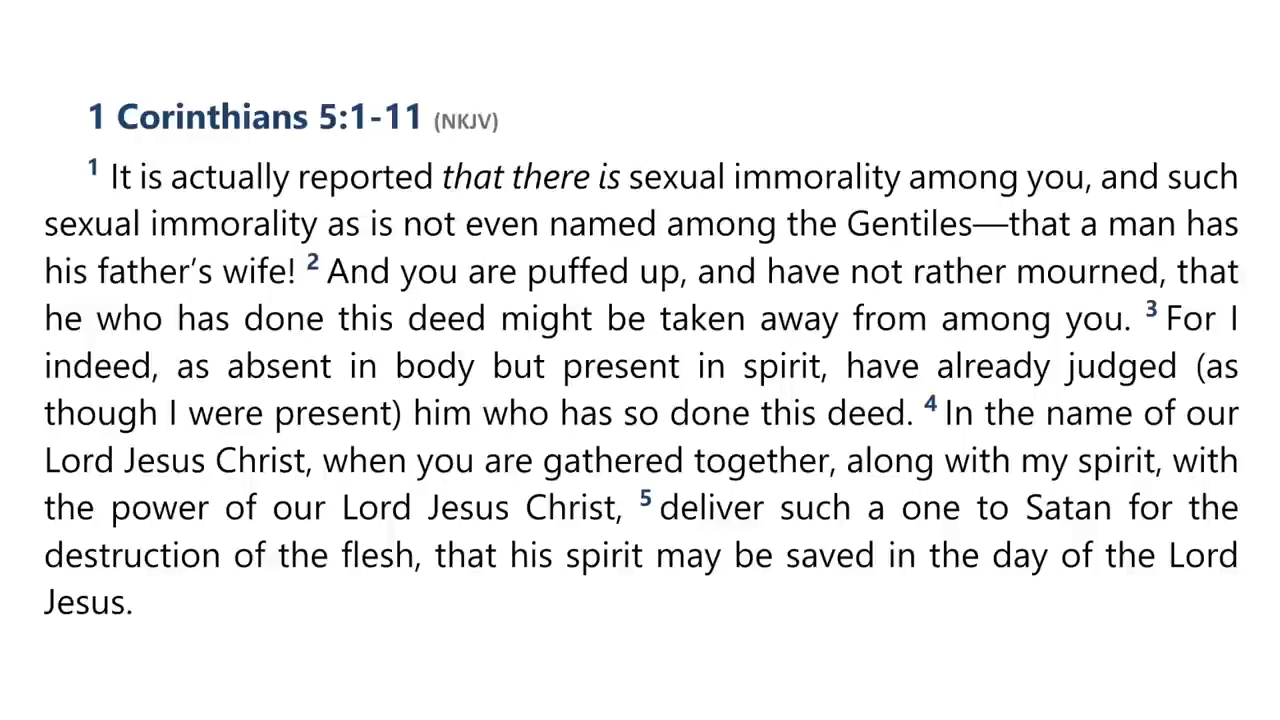 1 Corinthians 5:1-11 (NKJV)
1 It is actually reported that there is sexual immorality among you, and such
sexual immorality as is not even named among the Gentiles—that a man has
his father’s wife! 2 And you are puffed up, and have not rather mourned, that
he who has done this deed might be taken away from among you. 3 For I
indeed, as absent in body but present in spirit, have already judged (as
though I were present) him who has so done this deed. 4 In the name of our
Lord Jesus Christ, when you are gathered together, along with my spirit, with
the power of our Lord Jesus Christ, 5 deliver such a one to Satan for the
destruction of the flesh, that his spirit may be saved in the day of the Lord
Jesus.